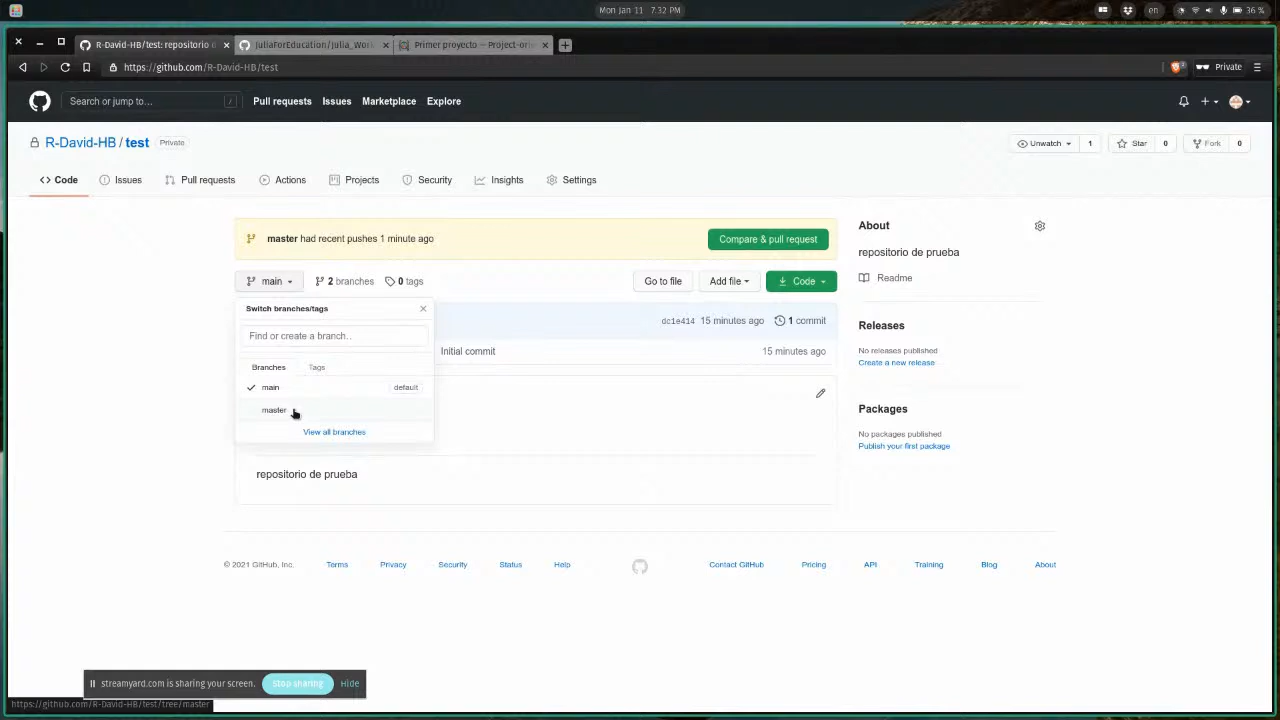 Mon Jan 11 7:32 PM
en
36 %
R-David-HB/test: repositorio
JuliaForEducation/Julia_Work
Primer proyecto — Project-orie
https://github.com/R-David-HB/test
2
Private
Search or jump to…
/
Pull requests
Issues
Marketplace
Explore
R-David-HB / test
Private
Unwatch
1
Star
0
Fork
0
Code
Issues
Pull requests
Actions
Projects
Security
Insights
Settings
master had recent pushes 1 minute ago
Compare & pull request
main
2 branches
0 tags
Go to file
Add file
Code
Switch branches/tags
Find or create a branch…
Branches
Tags
main
default
master
View all branches
dc1e414
15 minutes ago
1 commit
Initial commit
15 minutes ago
repositorio de prueba
About
repositorio de prueba
Readme
Releases
No releases published
Create a new release
Packages
No packages published
Publish your first package
© 2021 GitHub, Inc.
Terms
Privacy
Security
Status
Help
Contact GitHub
Pricing
API
Training
Blog
About
streamyard.com is sharing your screen.
Stop sharing
Hide
https://github.com/R-David-HB/test/tree/master